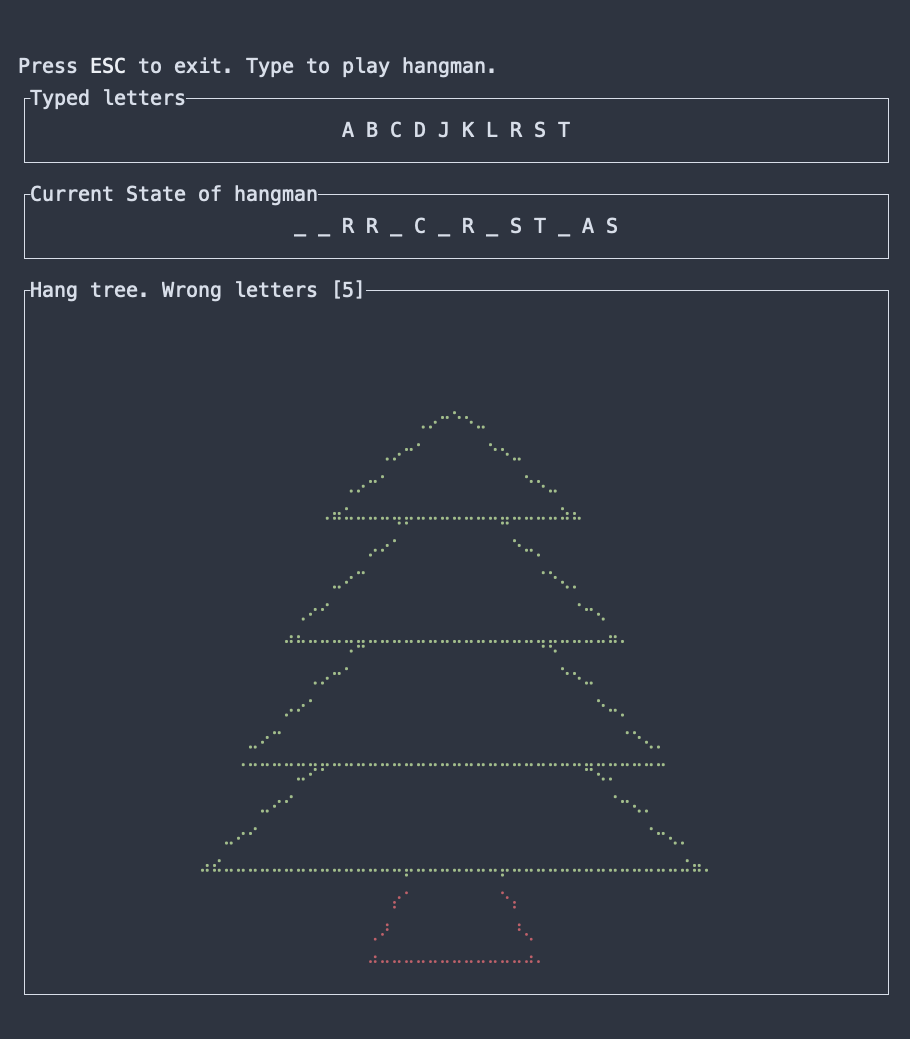 Press ESC to exit. Type to play hangman.
Typed letters
A B C D J K L R S T
Current State of hangman
_ _ R R _ C _ R _ S T _ A S
Hang tree. Wrong letters [5]